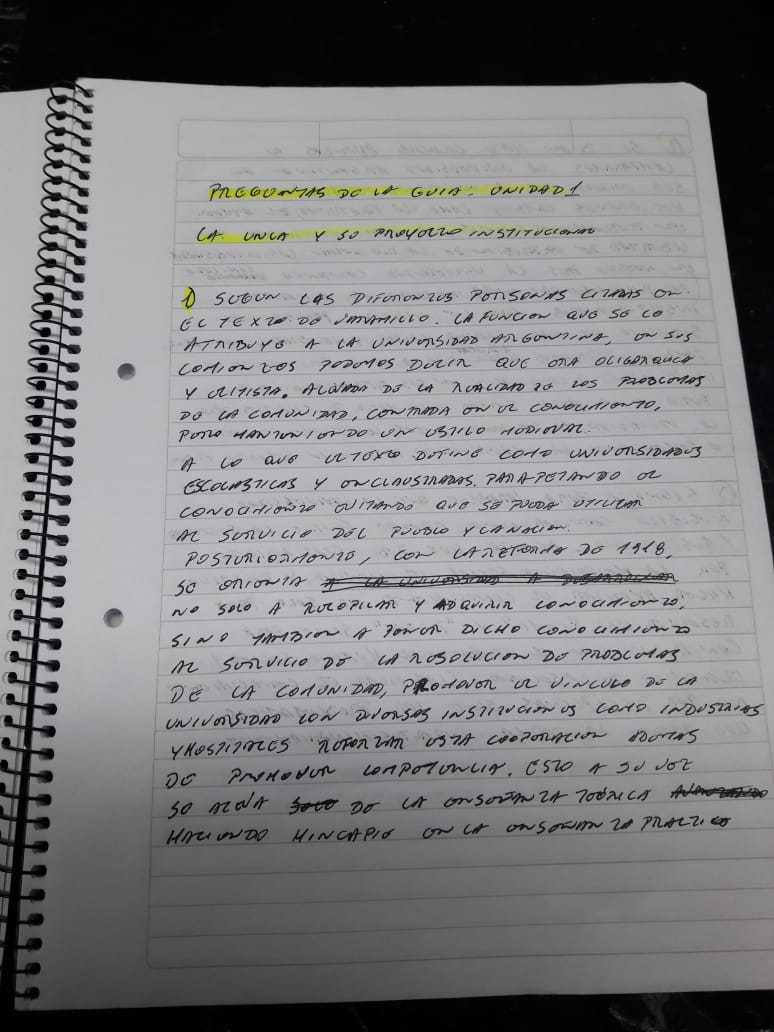 PREGUNTAS DE LA GUIA: UNIDAD 1
LA UNLA Y SU PROYECTO INSTITUCIONAL
1) SEGUN LAS DIFERENTES PERSONAS CITADAS EN
EL TEXTO DE JARAMILLO. LA FUNCION QUE SE LE
ATRIBUYE A LA UNIVERSIDAD ARGENTINA, EN SUS
COMIENZOS PODEMOS DECIR QUE ERA OLIGARQUICA
Y ELITISTA. ALEJADA DE LA REALIDAD DE LOS PROBLEMAS
DE LA COMUNIDAD, CENTRADA EN EL CONOCIMIENTO,
PERO MANTENIENDO UN ESTILO MEDIEVAL.
A LO QUE EL TEXTO DEFINE COMO UNIVERSIDADES
ESCOLASTICAS Y ENCLAUSTRADAS. PARAPETANDO EL
CONOCIMIENTO EVITANDO QUE SE PUEDA UTILIZAR
AL SERVICIO DEL PUEBLO Y LA NACION.
POSTERIORMENTE, CON LA REFORMA DE 1918,
SE ORIENTA A LA UNIVERSIDAD A DESARROLLAR
NO SOLO A RECOPILAR Y ADQUIRIR CONOCIMIENTO,
SINO TAMBIEN A "PONER" DICHO CONOCIMIENTO
AL SERVICIO DE LA RESOLUCION DE PROBLEMAS
DE LA COMUNIDAD, PROMOVER EL VINCULO DE LA
UNIVERSIDAD CON DIVERSAS INSTITUCIONES COMO INDUSTRIAS
Y HOSPITALES REFORZAR ESTA COOPERACION ADEMAS
DE PROMOVER COMPETENCIA. ESTO A SU VEZ
SE ALEJA SOLO DE LA ENSEÑANZA TEORICA
HACIENDO HINCAPIE EN LA ENSEÑANZA PRACTICA